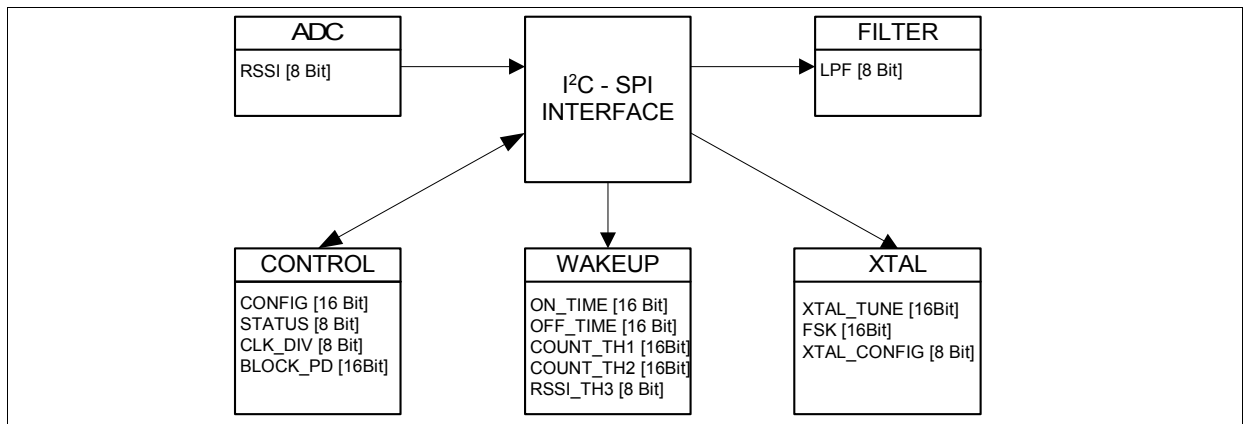 ADC
RSSI [8 Bit]
I²C - SPI
INTERFACE
FILTER
LPF [8 Bit]
CONTROL
CONFIG [16 Bit]
STATUS [8 Bit]
CLK_DIV [8 Bit]
BLOCK_PD [16Bit]
WAKEUP
ON_TIME [16 Bit]
OFF_TIME [16 Bit]
COUNT_TH1 [16Bit]
COUNT_TH2 [16Bit]
RSSI_TH3 [8 Bit]
XTAL
XTAL_TUNE [16Bit]
FSK [16Bit]
XTAL_CONFIG [8 Bit]